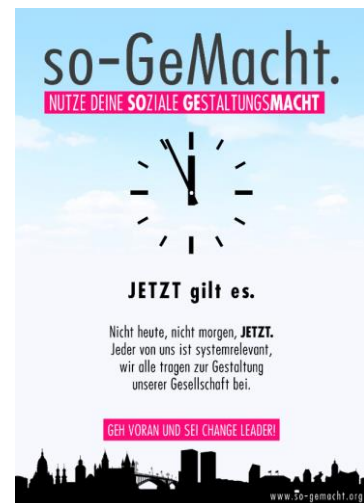 so-GeMacht.
NUTZE DEINE SOZIALE GESTALTUNGSMACHT
JETZT gilt es.
Nicht heute, nicht morgen, JETZT.
Jeder von uns ist systemrelevant,
wir alle tragen zur Gestaltung
unserer Gesellschaft bei.
GEH VORAN UND SEI CHANGE LEADER!
www.so-gemacht.org